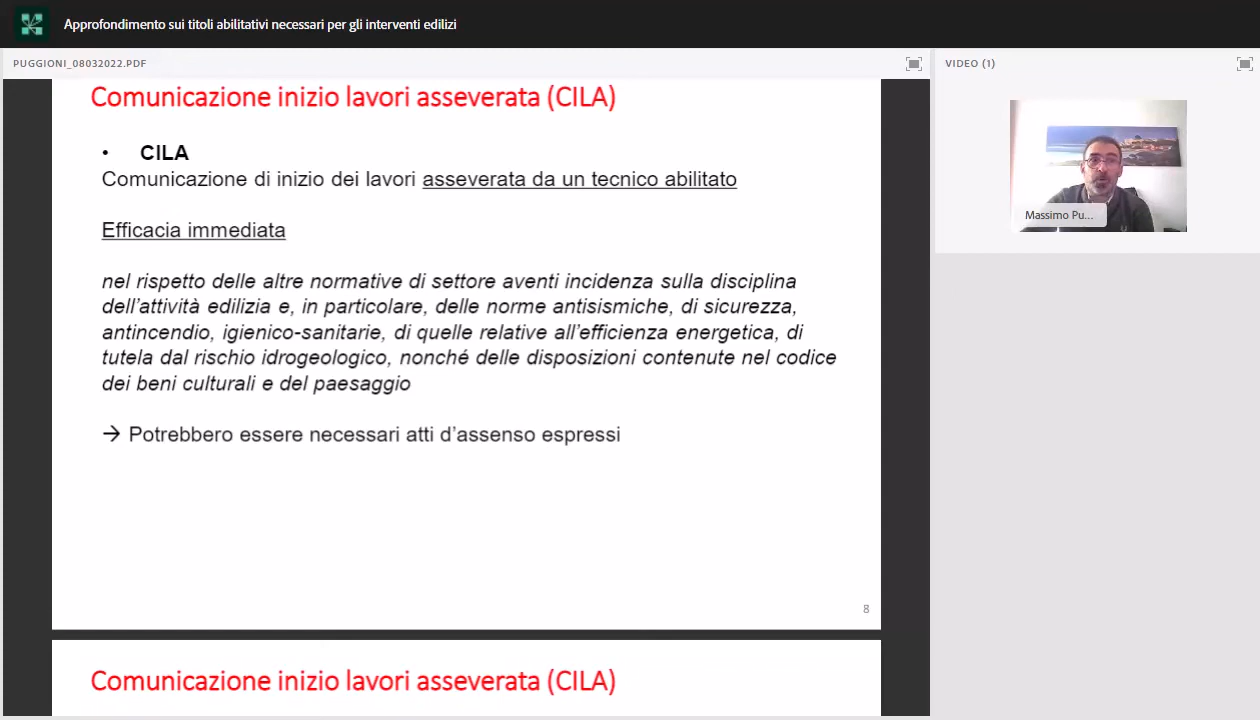 Approfondimento sui titoli abilitativi necessari per gli interventi edilizi
PUGGIONI_08032022.PDF
VIDEO (1)
Comunicazione inizio lavori asseverata (CILA)
• CILA
Comunicazione di inizio dei lavori asseverata da un tecnico abilitato
Efficacia immediata
nel rispetto delle altre normative di settore aventi incidenza sulla disciplina
dell'attività edilizia e, in particolare, delle norme antisismiche, di sicurezza,
antincendio, igienico-sanitarie, di quelle relative all'efficienza energetica, di
tutela dal rischio idrogeologico, nonché delle disposizioni contenute nel codice
dei beni culturali e del paesaggio
→ Potrebbero essere necessari atti d'assenso espressi
8
Comunicazione inizio lavori asseverata (CILA)
Massimo Pu...